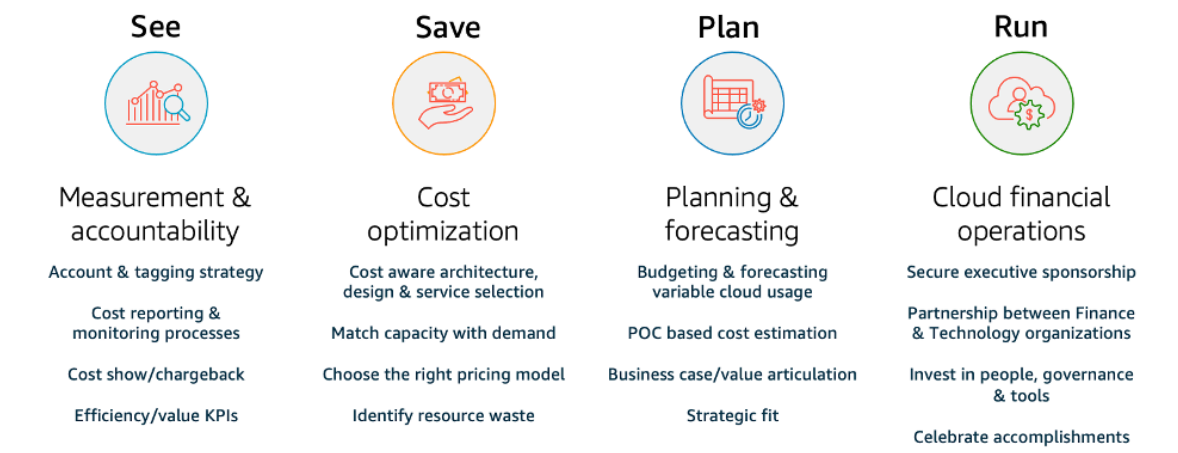 See
Measurement &
accountability
Account & tagging strategy
Cost reporting &
monitoring processes
Cost show/chargeback
Efficiency/value KPIs
Save
Cost
optimization
Cost aware architecture,
design & service selection
Match capacity with demand
Choose the right pricing model
Identify resource waste
Plan
Planning &
forecasting
Budgeting & forecasting
variable cloud usage
POC based cost estimation
Business case/value articulation
Strategic fit
Run
$
Cloud financial
operations
Secure executive sponsorship
Partnership between Finance
& Technology organizations
Invest in people, governance
& tools
Celebrate accomplishments